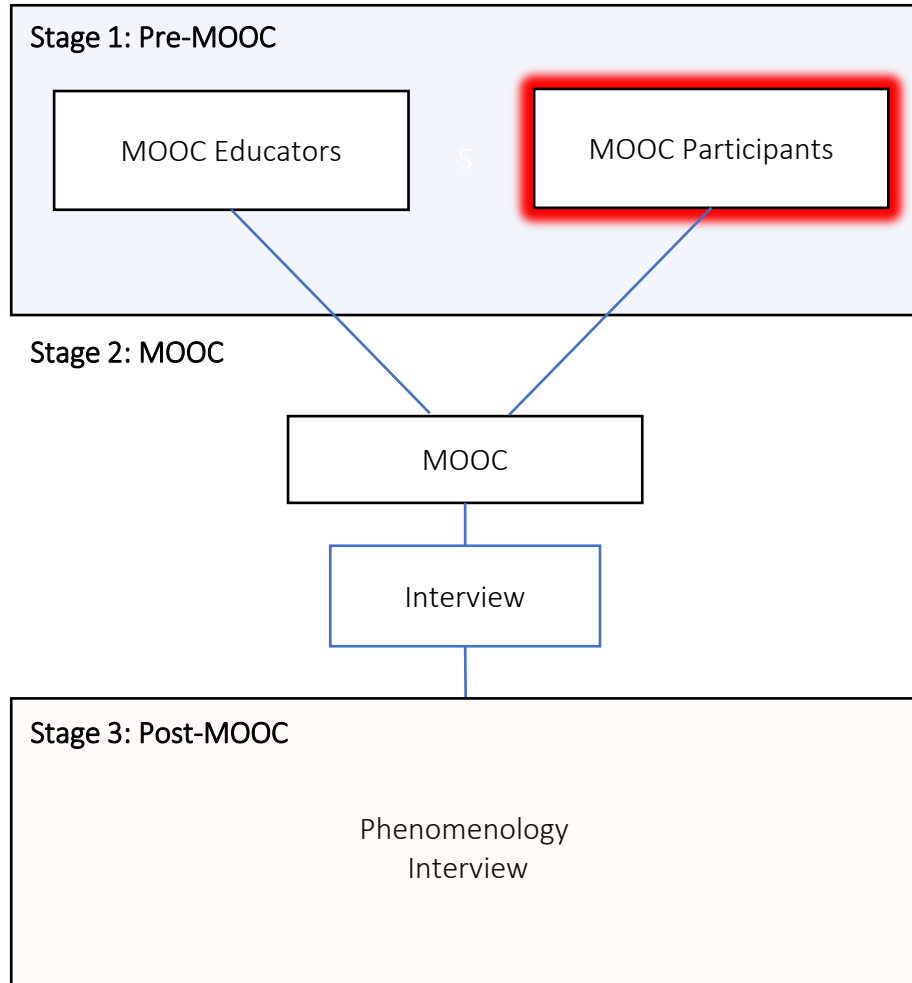 Stage 1: Pre-MOOC
MOOC Educators
S
MOOC Participants
Stage 2: MOOC
MOOC
Interview
Stage 3: Post-MOOC
Phenomenology
Interview